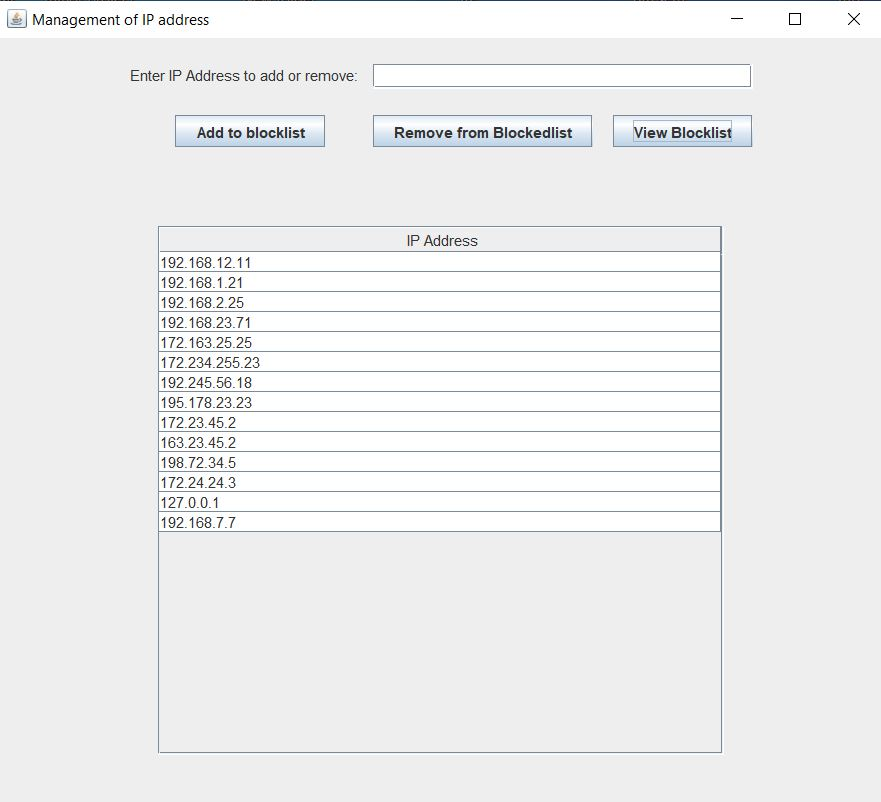 Management of IP address
Enter IP Address to add or remove:
Add to blocklist
Remove from Blockedlist
View Blocklist
IP Address
192.168.12.11
192.168.1.21
192.168.2.25
192.168.23.71
172.163.25.25
172.234.255.23
192.245.56.18
195.178.23.23
172.23.45.2
163.23.45.2
198.72.34.5
172.24.24.3
127.0.0.1
192.168.7.7